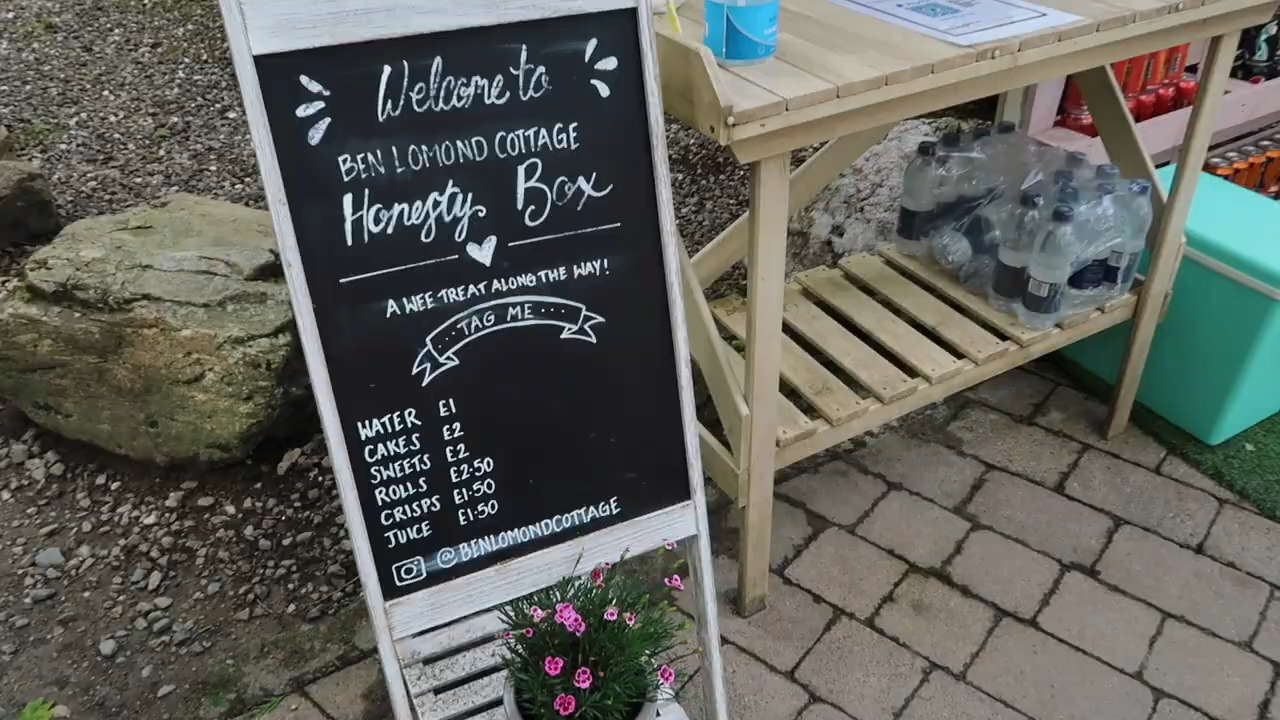 Welcome to
BEN LOMOND COTTAGE
Honesty Box
A WEE TREAT ALONG THE WAY!
TAG ME
WATER £1
CAKES £2
SWEETS £2
ROLLS £2.50
CRISPS £1.50
JUICE £1.50
@BENLOMONDCOTTAGE